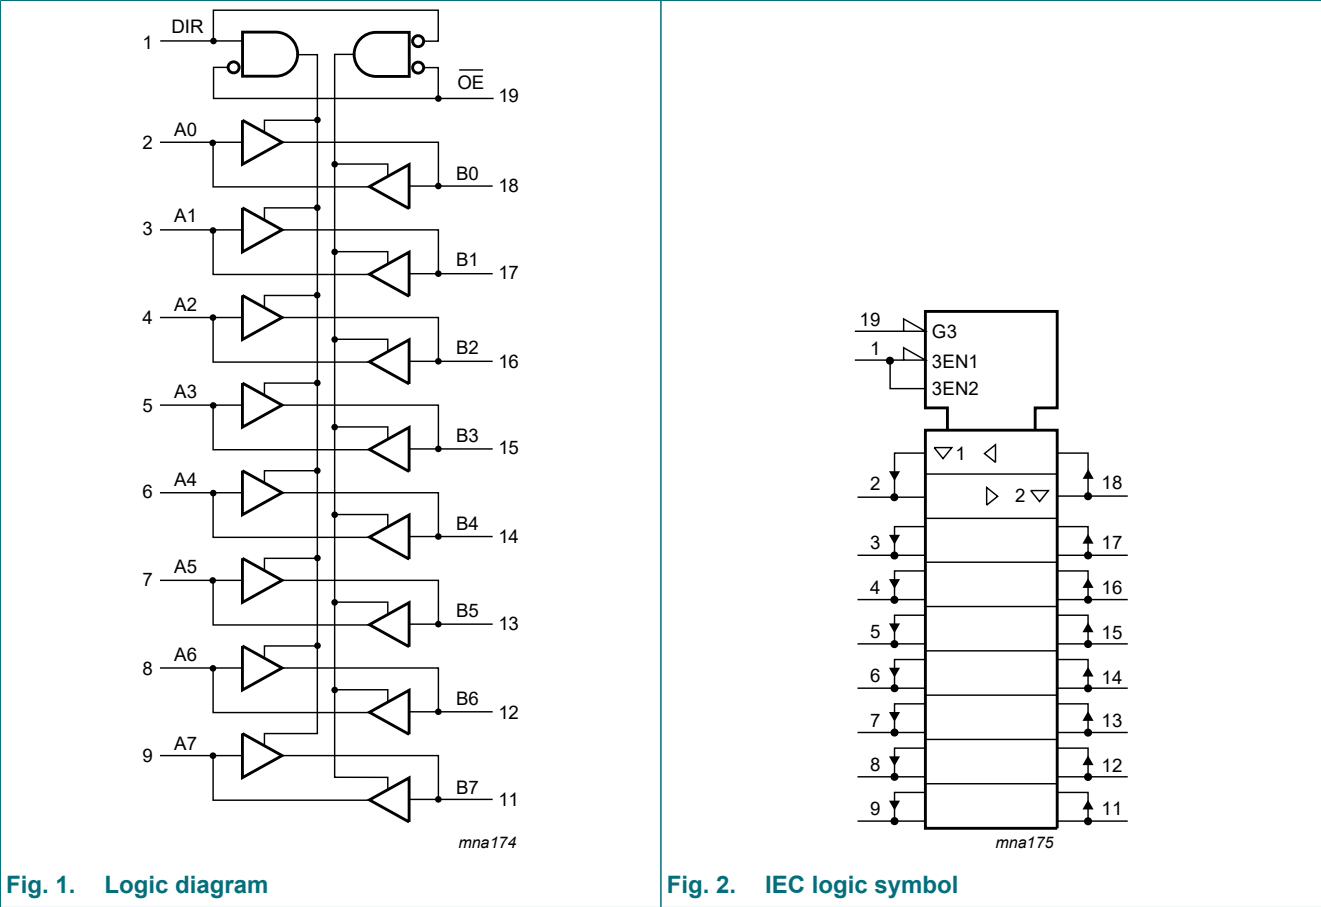 DIR
1
OE
19
A0
2
B0
18
A1
3
B1
17
A2
4
B2
16
A3
5
B3
15
A4
6
B4
14
A5
7
B5
13
A6
8
B6
12
A7
9
B7
11
mna174
Fig. 1. Logic diagram
19
G3
1
3EN1
3EN2
1
2
18
2
3
17
4
16
5
15
6
14
7
13
8
12
9
11
mna175
Fig. 2. IEC logic symbol